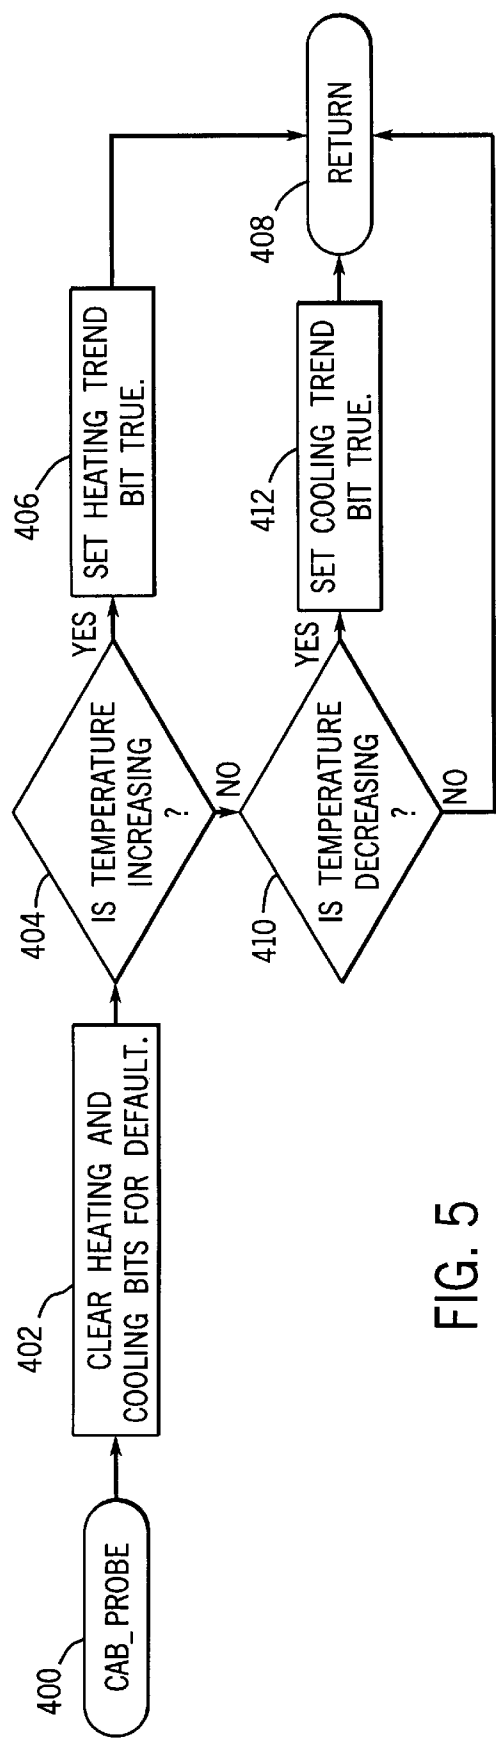 400
CAB_PROBE
402
CLEAR HEATING AND
COOLING BITS FOR DEFAULT.
404
IS TEMPERATURE
INCREASING
?
YES
406
SET HEATING TREND
BIT TRUE.
NO
410
IS TEMPERATURE
DECREASING
?
YES
412
SET COOLING TREND
BIT TRUE.
NO
408
RETURN
FIG. 5